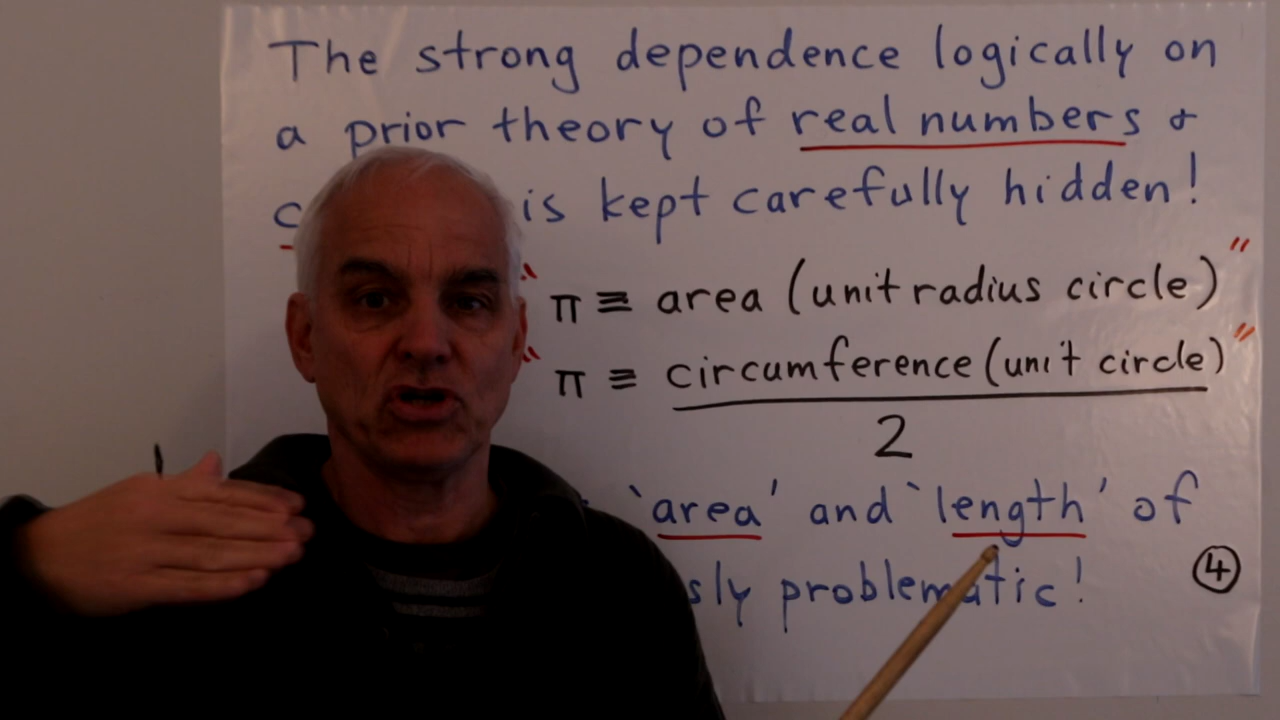 The strong dependence logically on
a prior theory of real numbers &
is kept carefully hidden!
"π ≡ area (unit radius circle)"
"π ≡ circumference (unit circle)"
2
'area' and 'length' of
problematic!
4